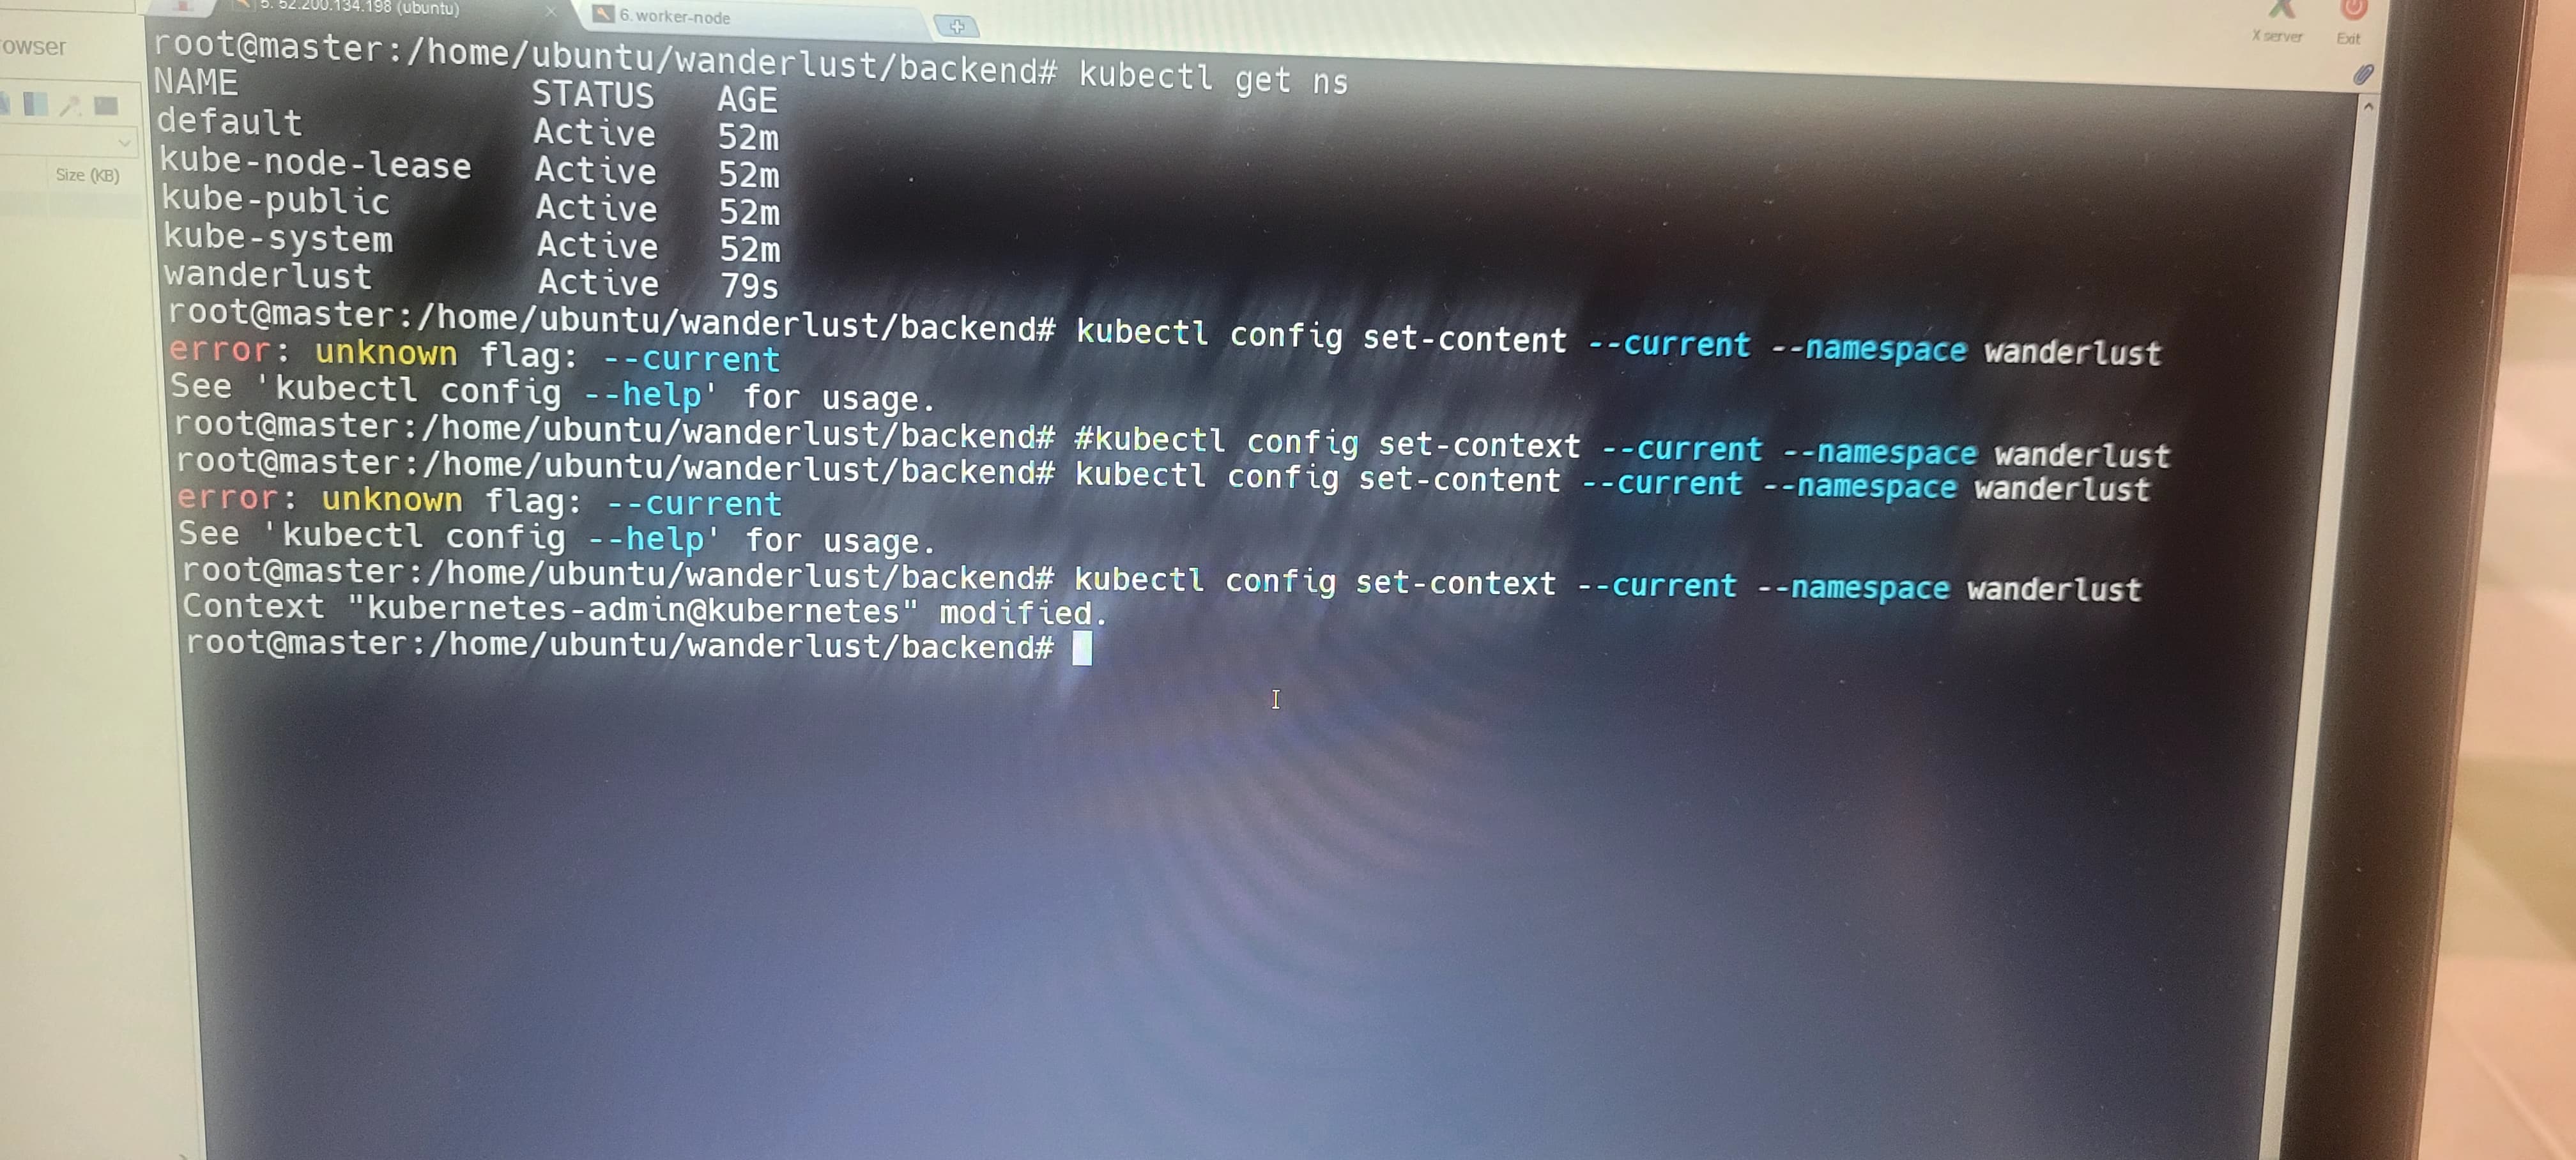 5. 52.200.134.198 (ubuntu)
6. worker-node
X server
Exit
owser
Size (KB)
root@master:/home/ubuntu/wanderlust/backend# kubectl get ns
NAME STATUS AGE
default Active 52m
kube-node-lease Active 52m
kube-public Active 52m
kube-system Active 52m
wanderlust Active 79s
root@master:/home/ubuntu/wanderlust/backend# kubectl config set-content --current --namespace wanderlust
error: unknown flag: --current
See 'kubectl config --help' for usage.
root@master:/home/ubuntu/wanderlust/backend# #kubectl config set-context --current --namespace wanderlust
root@master:/home/ubuntu/wanderlust/backend# kubectl config set-content --current --namespace wanderlust
error: unknown flag: --current
See 'kubectl config --help' for usage.
root@master:/home/ubuntu/wanderlust/backend# kubectl config set-context --current --namespace wanderlust
Context "kubernetes-admin@kubernetes" modified.
root@master:/home/ubuntu/wanderlust/backend#